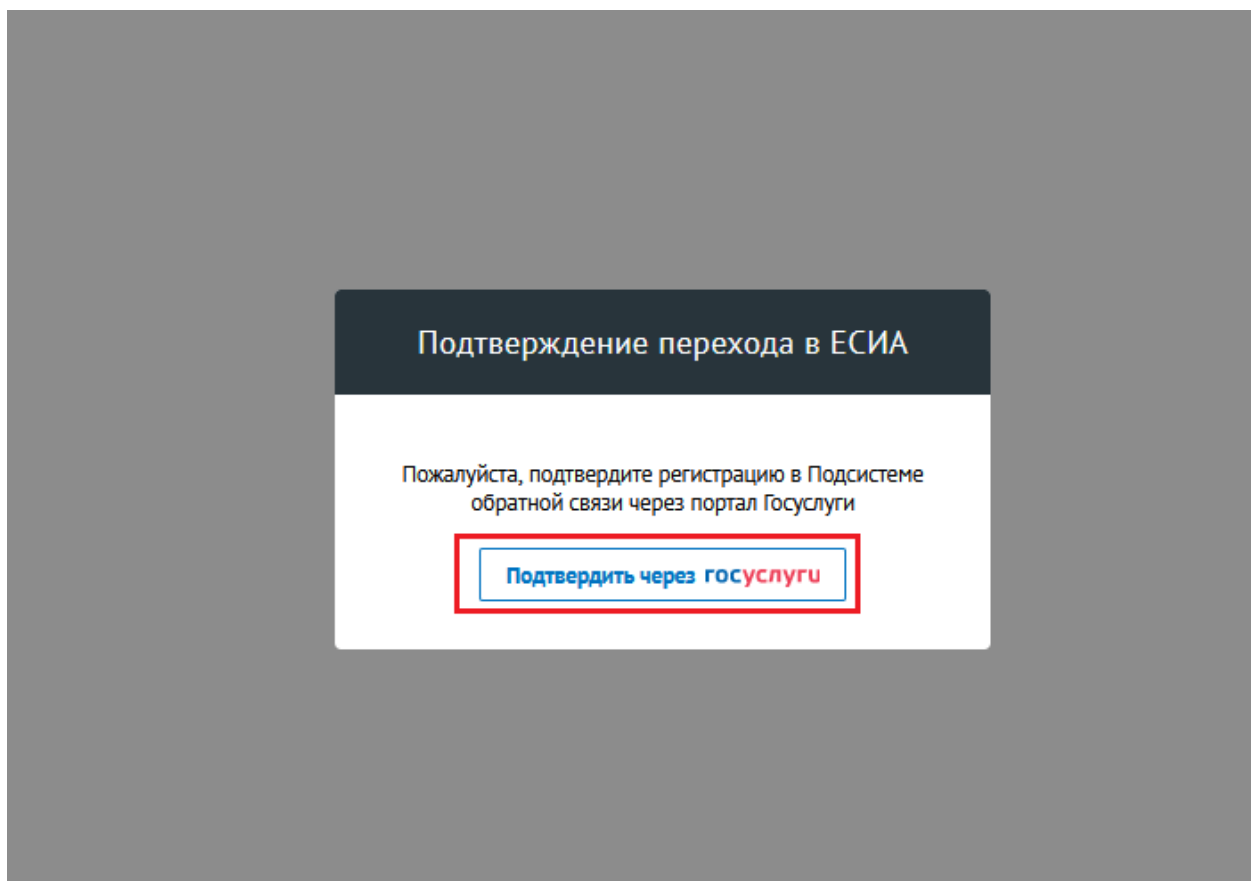 Подтверждение перехода в ЕСИА
Пожалуйста, подтвердите регистрацию в Подсистеме
обратной связи через портал Госуслуги
Подтвердить через госуслуги